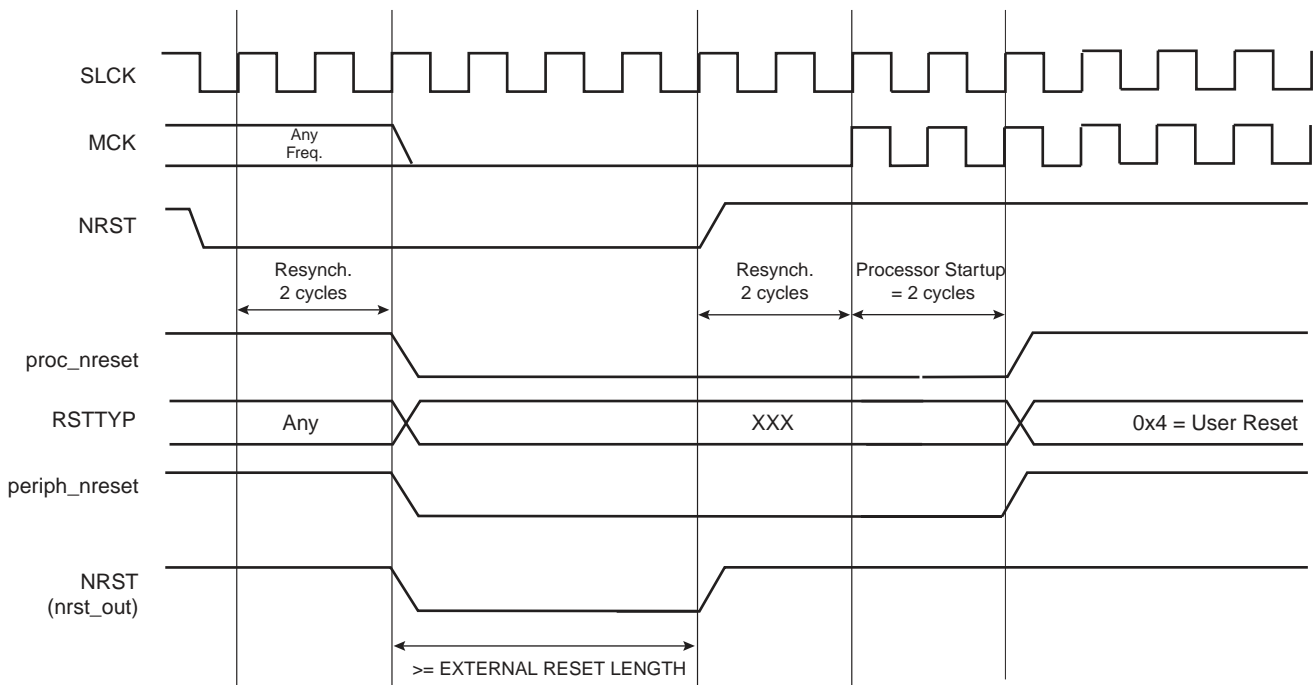 SLCK
MCK
Any
Freq.
NRST
Resynch.
2 cycles
Resynch.
2 cycles
Processor Startup
= 2 cycles
proc_nreset
RSTTYP
Any
XXX
0x4 = User Reset
periph_nreset
NRST
(nrst_out)
>= EXTERNAL RESET LENGTH